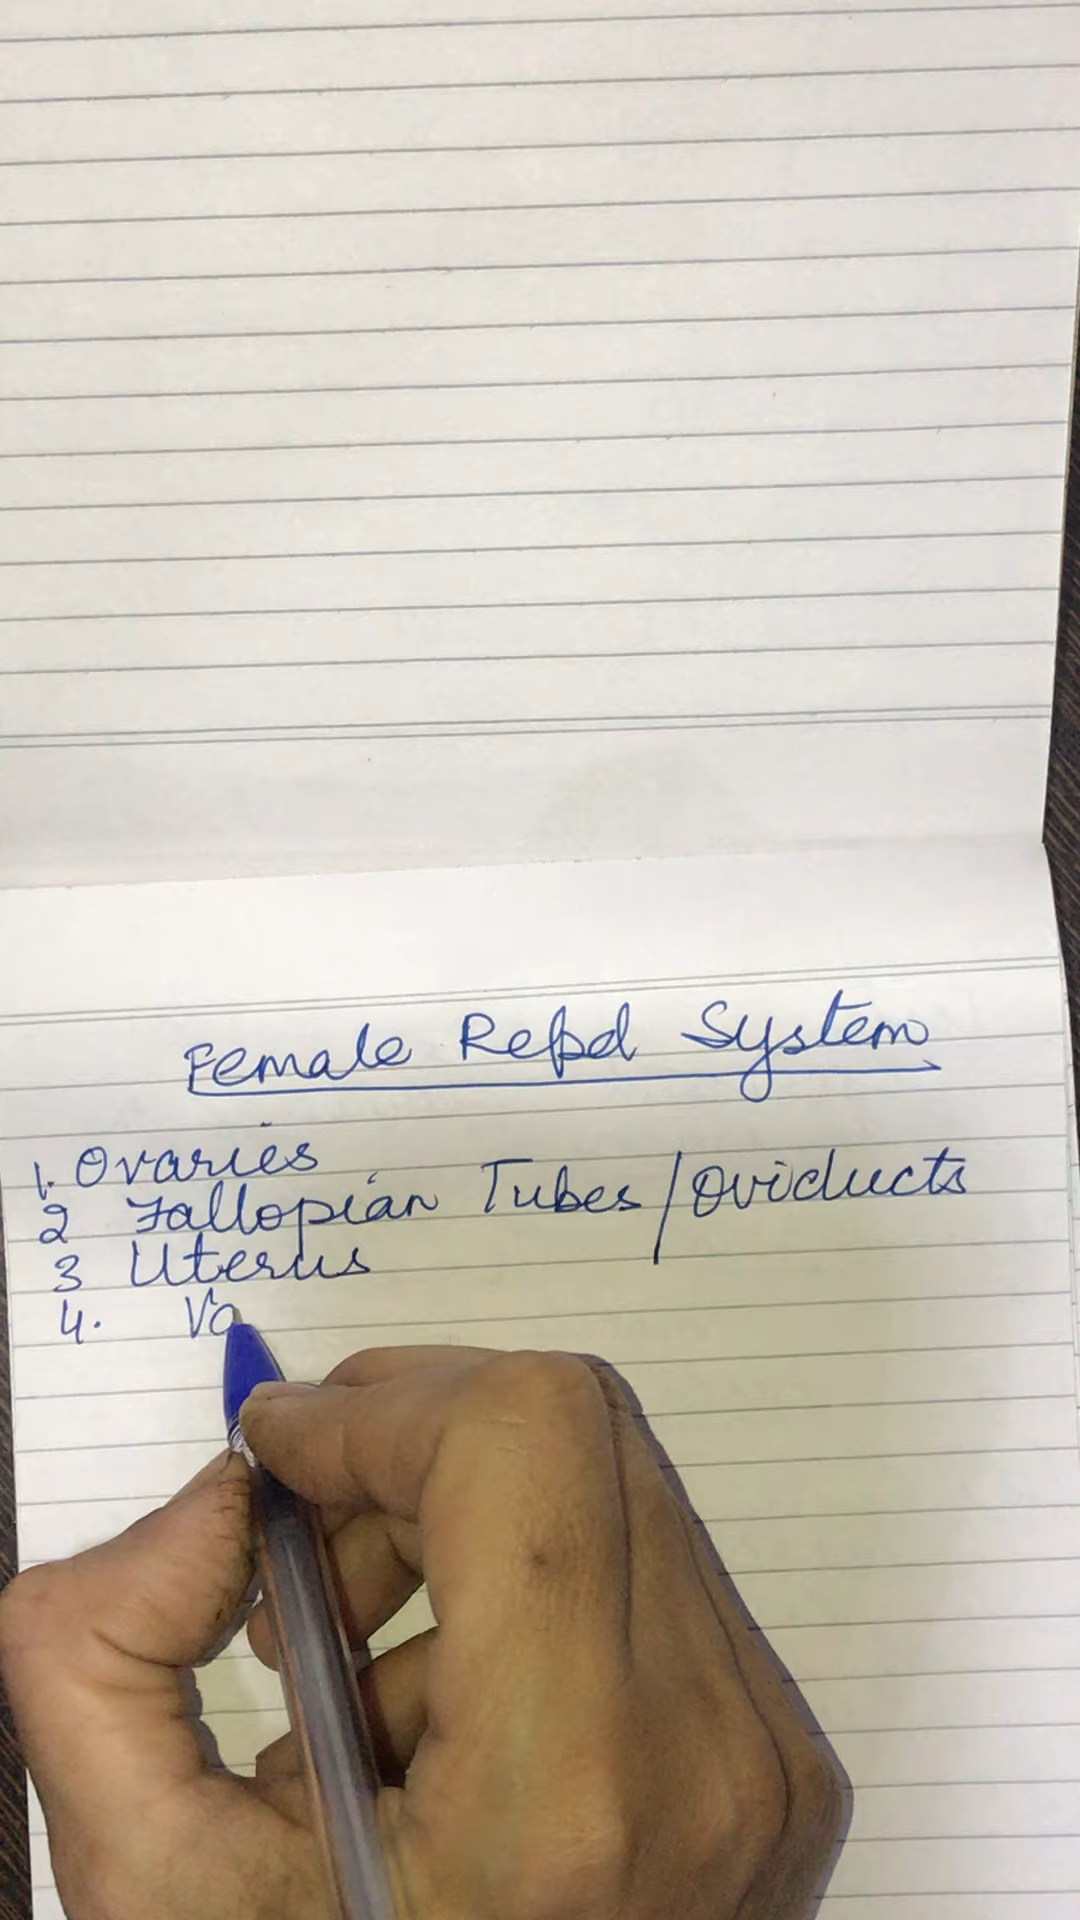 Female Repd System
1. Ovaries
2 Fallopian Tubes / Oviducts
3 Uterus
4. Va